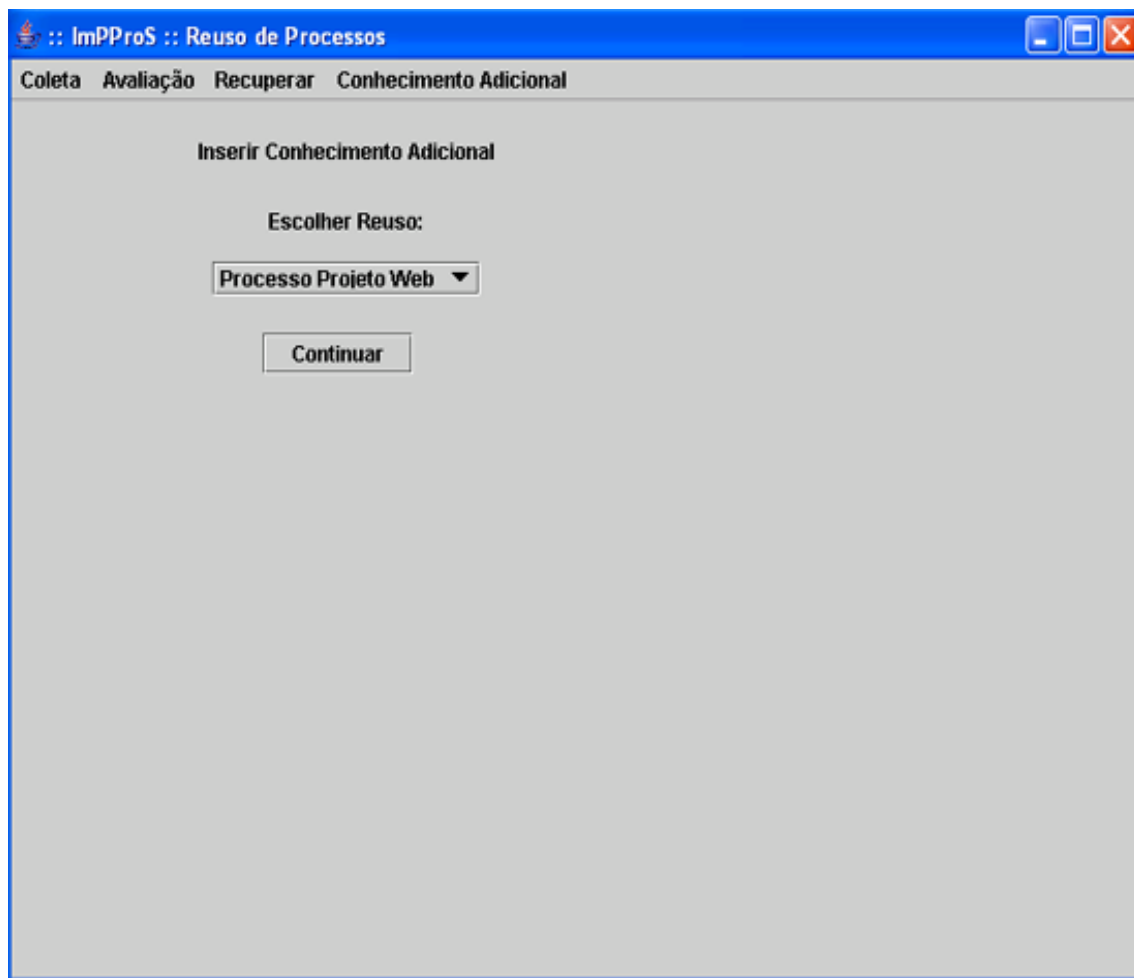 :: ImPProS :: Reuso de Processos
Coleta Avaliação Recuperar Conhecimento Adicional
Inserir Conhecimento Adicional
Escolher Reuso:
Processo Projeto Web
Continuar